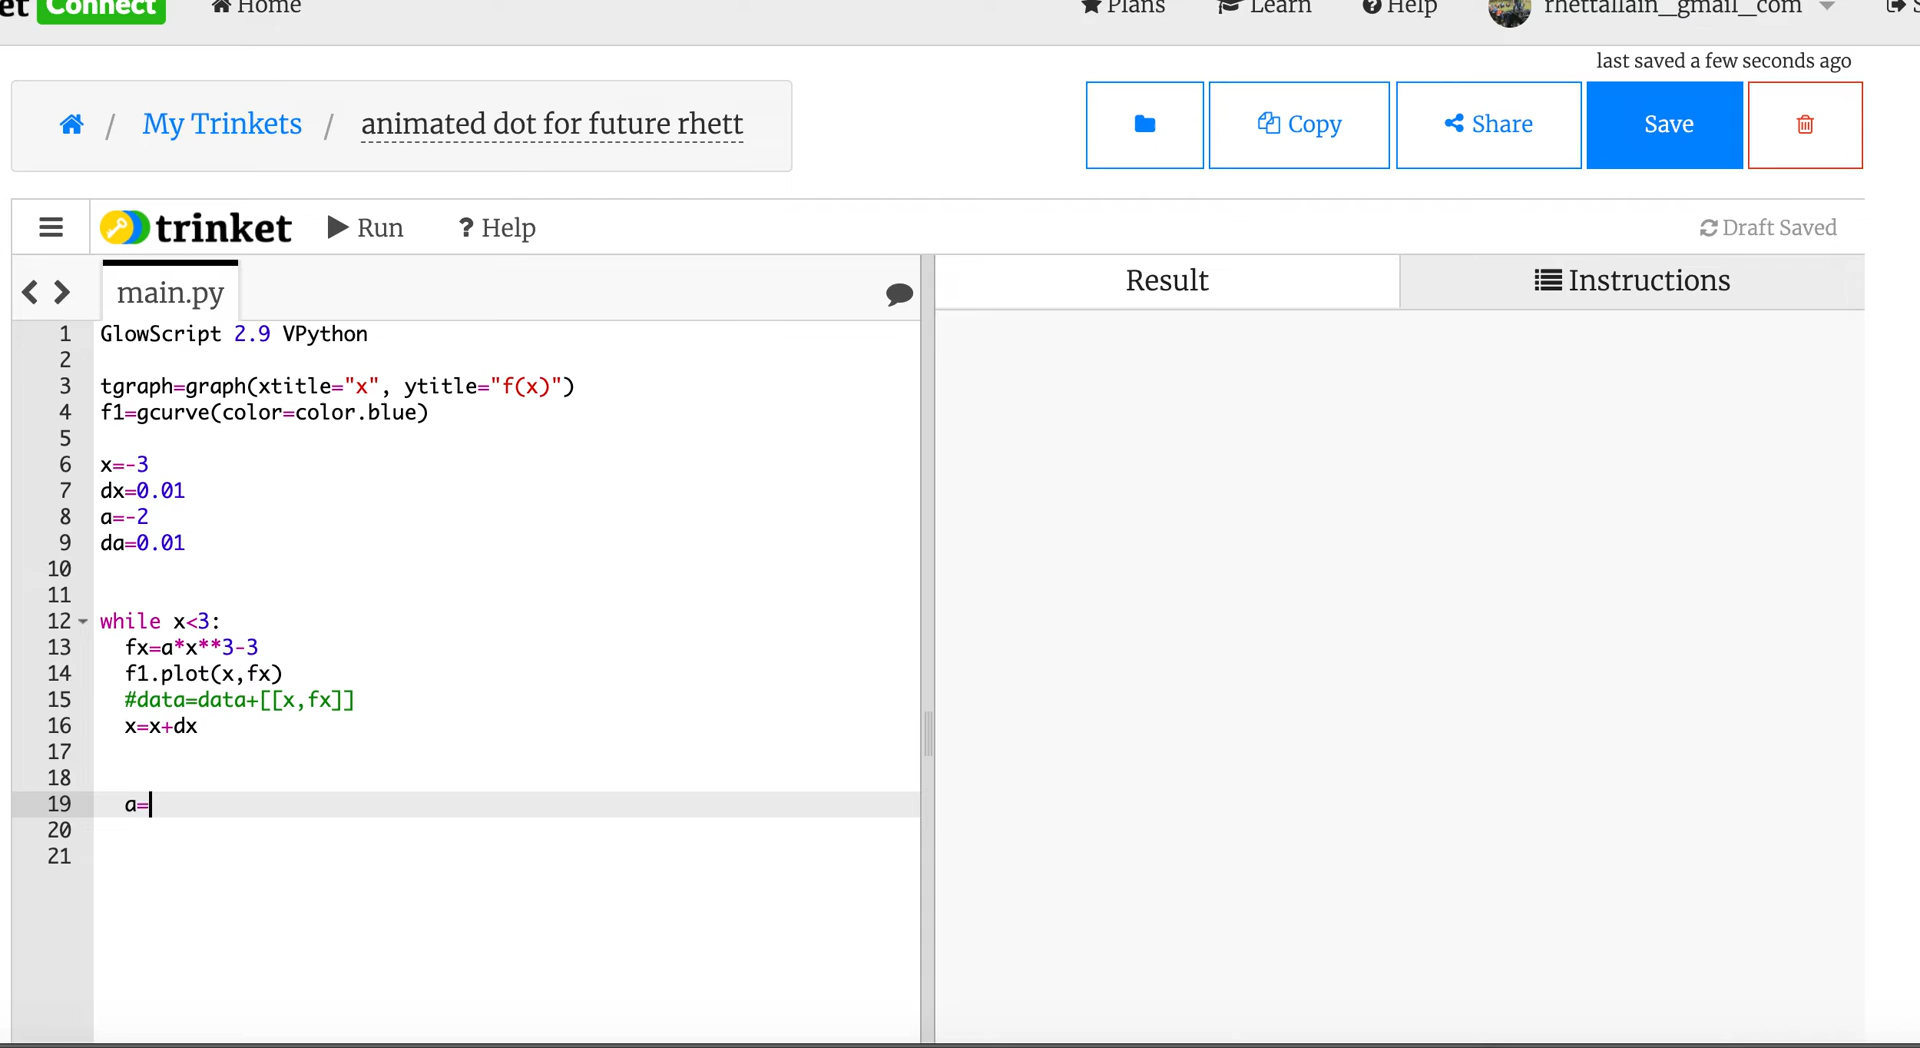 et Connect Home Plans Learn Help rhettallain_gmail_com
last saved a few seconds ago
/ My Trinkets / animated dot for future rhett
Copy Share Save
trinket Run ? Help Draft Saved
main.py
Result Instructions
1 GlowScript 2.9 VPython
2
3 tgraph=graph(xtitle="x", ytitle="f(x)")
4 f1=gcurve(color=color.blue)
5
6 x=-3
7 dx=0.01
8 a=-2
9 da=0.01
10
11
12 while x<3:
13 fx=a*x**3-3
14 f1.plot(x,fx)
15 #data=data+[[x,fx]]
16 x=x+dx
17
18
19 a=
20
21